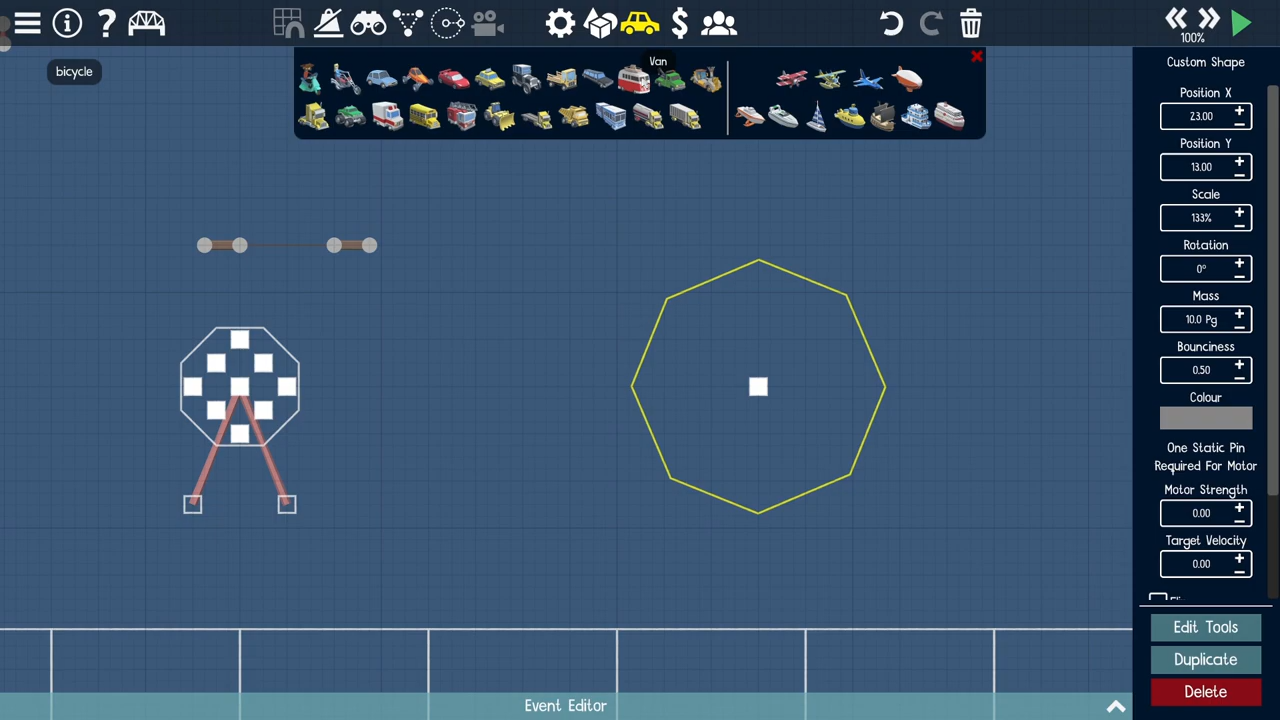 100%
bicycle
Van
Custom Shape
Position X
23.00
Position Y
13.00
Scale
133%
Rotation
0°
Mass
10.0 Pg
Bounciness
0.50
Colour
One Static Pin
Required For Motor
Motor Strength
0.00
Target Velocity
0.00
Edit Tools
Duplicate
Delete
Event Editor